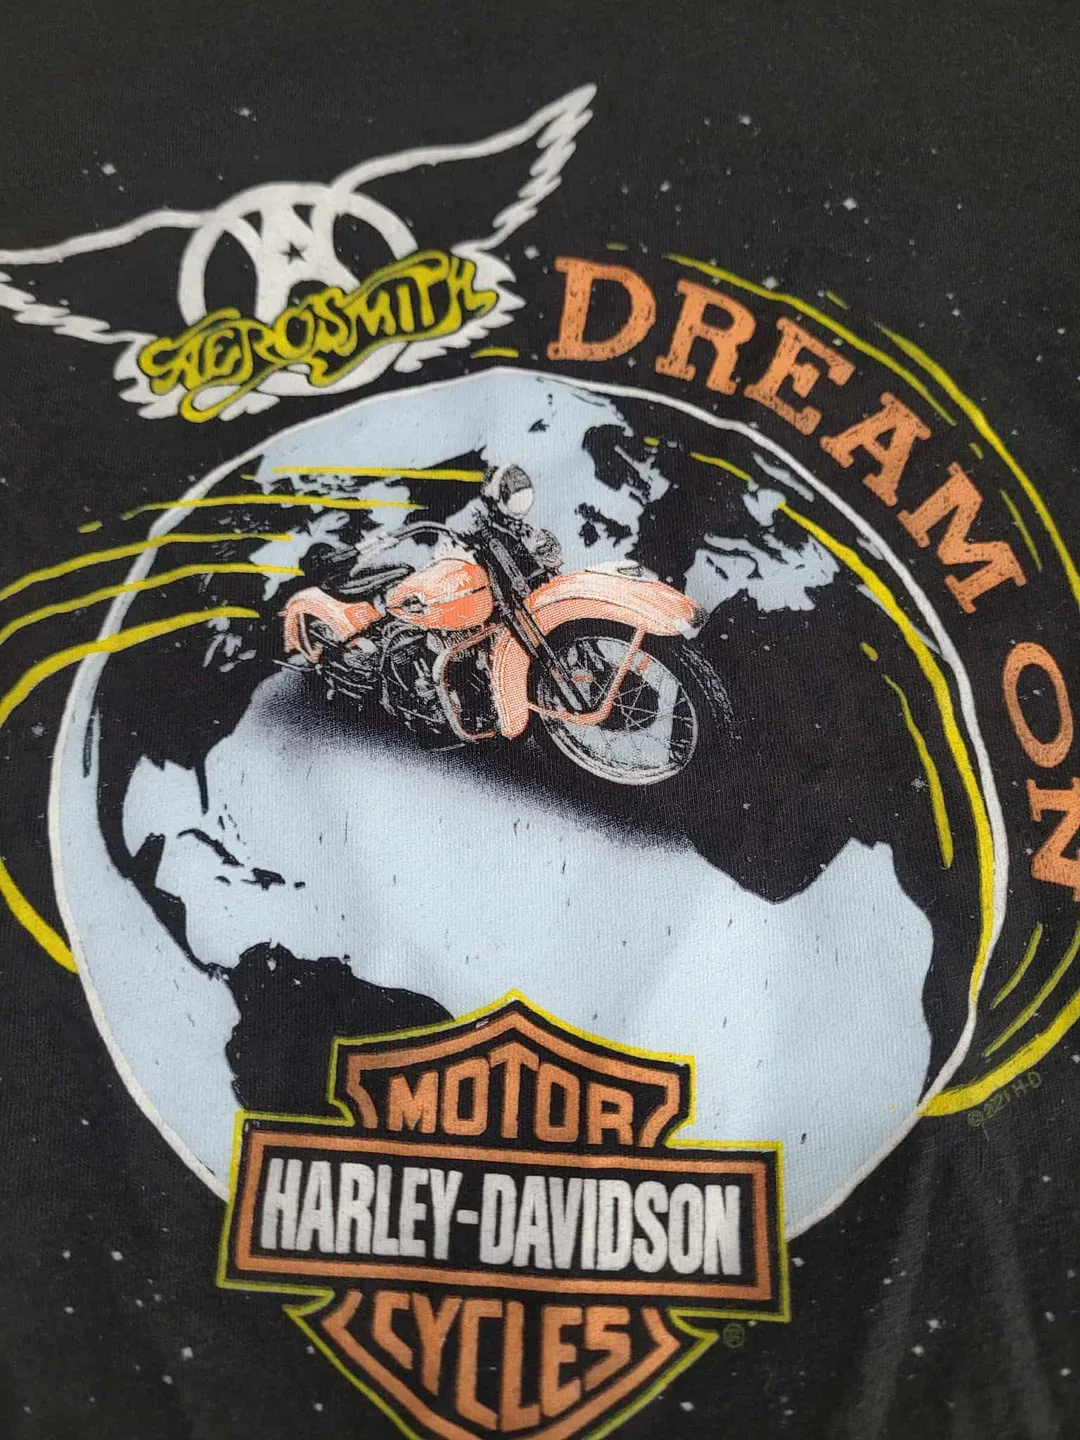 AEROSMITH
DREAM ON
MOTOR
HARLEY-DAVIDSON
CYCLES
®